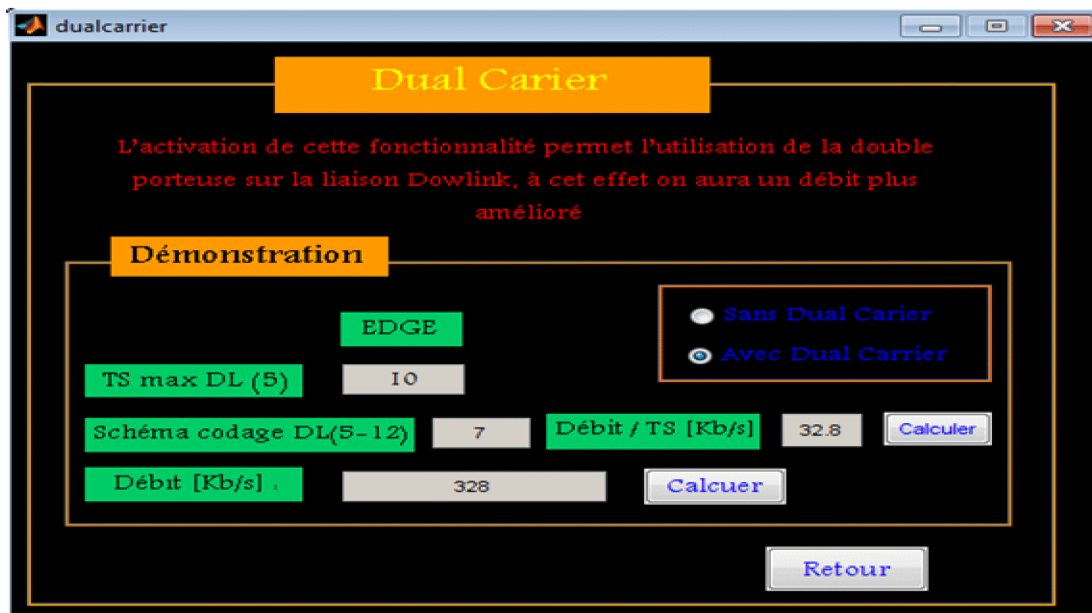 dualcarrier
Dual Carier
L'activation de cette fonctionnalité permet l'utilisation de la double
porteuse sur la liaison Dowlink, à cet effet on aura un débit plus
amélioré
Démonstration
EDGE
Sans Dual Carier
Avec Dual Carrier
TS max DL (5)
10
Schéma codage DL(5-12)
7
Débit / TS [Kb/s]
32.8
Calculer
Débit [Kb/s] :
328
Calcuer
Retour